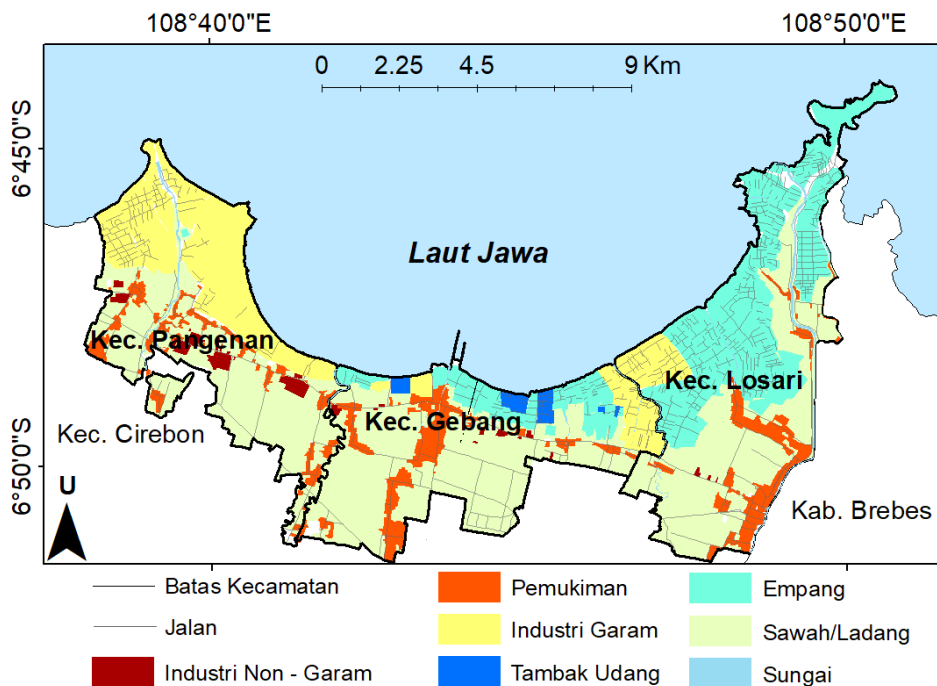 108°40'0"E 108°50'0"E
0 2.25 4.5 9 Km
6°45'0"S
Laut Jawa
Kec. Pangenan
Kec. Losari
Kec. Gebang
Kec. Cirebon
6°50'0"S
U
Kab. Brebes
Batas Kecamatan
Jalan
Industri Non - Garam
Pemukiman
Industri Garam
Tambak Udang
Empang
Sawah/Ladang
Sungai